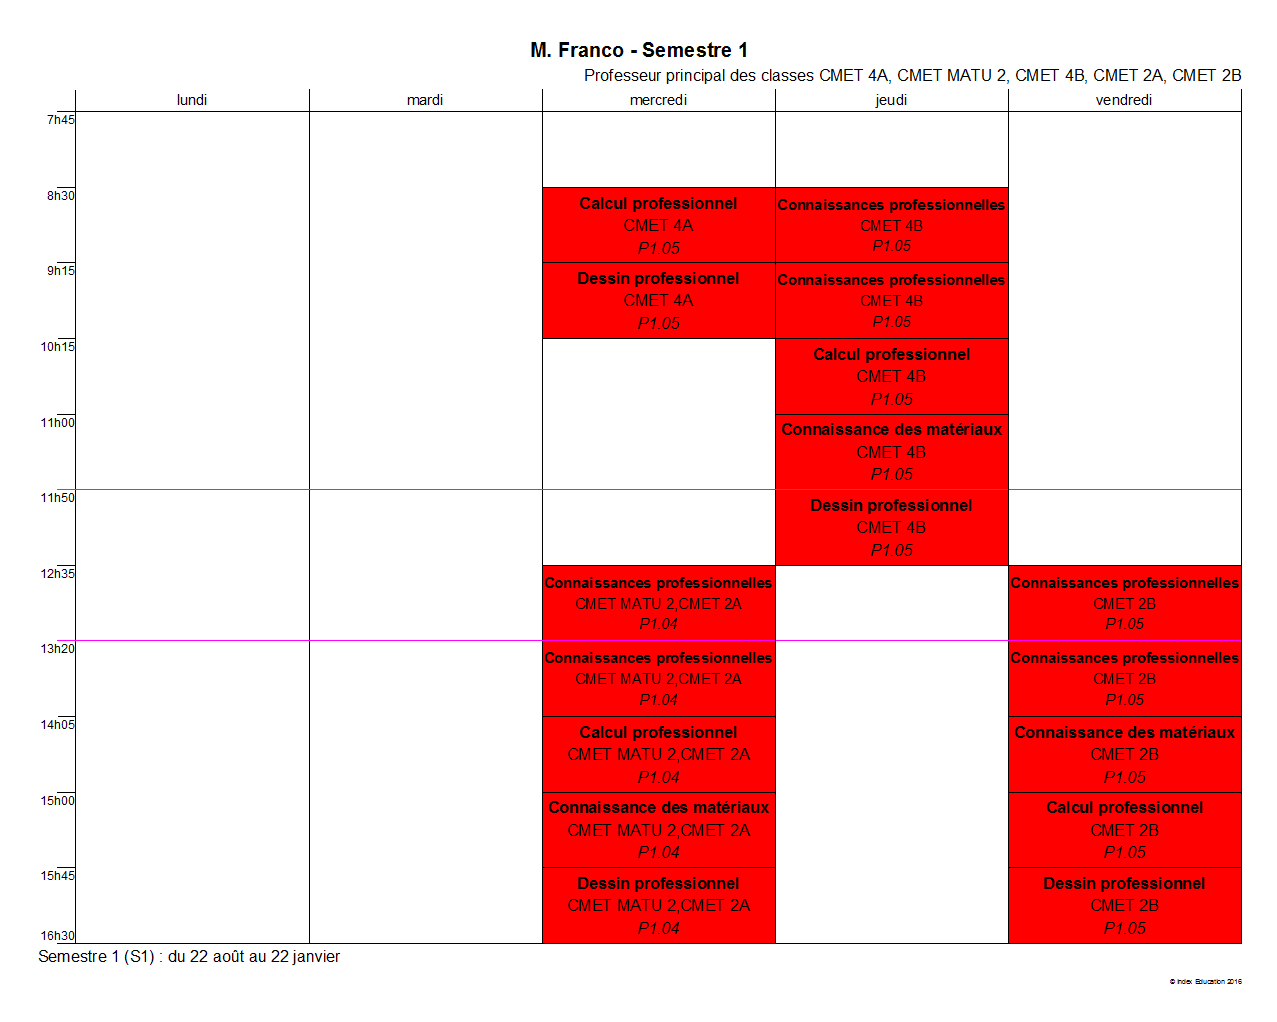 M. Franco - Semestre 1
Professeur principal des classes CMET 4A, CMET MATU 2, CMET 4B, CMET 2A, CMET 2B
lundi mardi mercredi jeudi vendredi
7h45
8h30
Calcul professionnel
CMET 4A
P1.05
Connaissances professionnelles
CMET 4B
P1.05
9h15
Dessin professionnel
CMET 4A
P1.05
Connaissances professionnelles
CMET 4B
P1.05
10h15
Calcul professionnel
CMET 4B
P1.05
11h00
Connaissance des matériaux
CMET 4B
P1.05
11h50
Dessin professionnel
CMET 4B
P1.05
12h35
Connaissances professionnelles
CMET MATU 2,CMET 2A
P1.04
Connaissances professionnelles
CMET 2B
P1.05
13h20
Connaissances professionnelles
CMET MATU 2,CMET 2A
P1.04
Connaissances professionnelles
CMET 2B
P1.05
14h05
Calcul professionnel
CMET MATU 2,CMET 2A
P1.04
Connaissance des matériaux
CMET 2B
P1.05
15h00
Connaissance des matériaux
CMET MATU 2,CMET 2A
P1.04
Calcul professionnel
CMET 2B
P1.05
15h45
Dessin professionnel
CMET MATU 2,CMET 2A
P1.04
Dessin professionnel
CMET 2B
P1.05
16h30
Semestre 1 (S1) : du 22 août au 22 janvier
© Index Education 2016